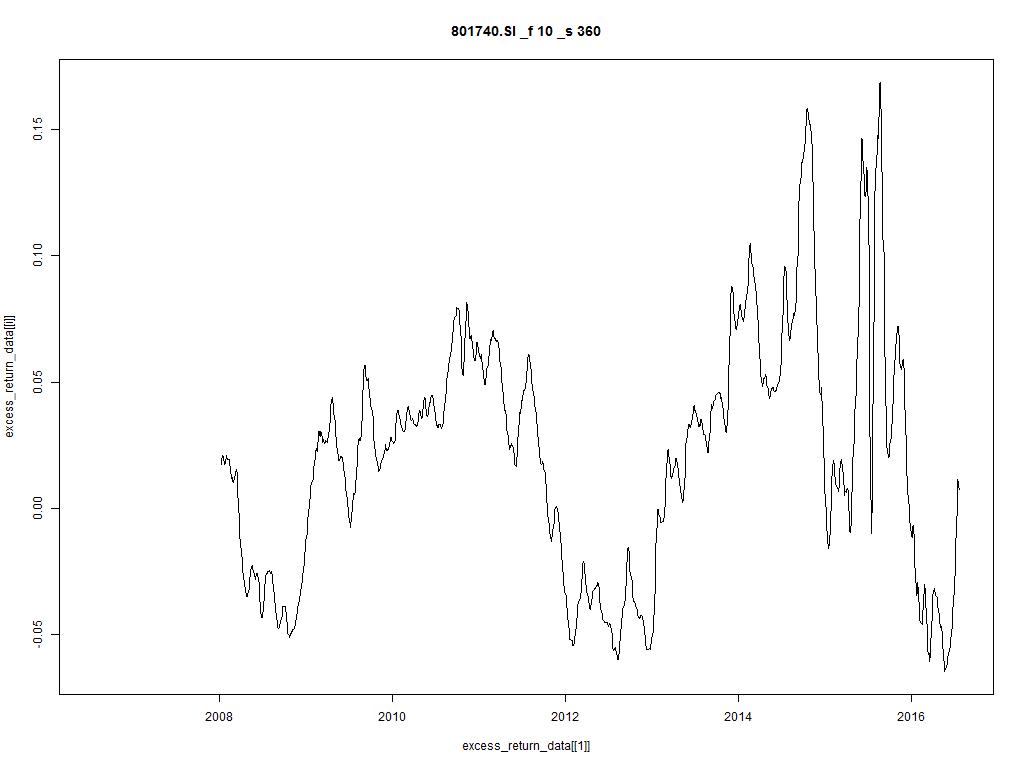 801740.SI _f 10 _s 360
excess_return_data[[i]]
0.15
0.10
0.05
0.00
-0.05
2008 2010 2012 2014 2016
excess_return_data[[1]]